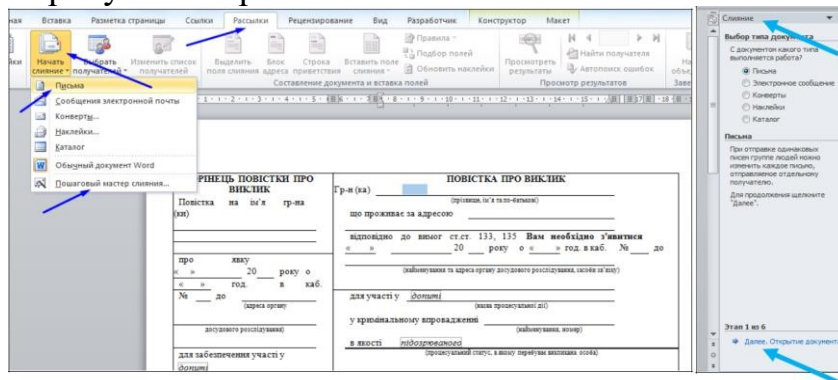 Вставка Разметка страницы Ссылки Рассылки Рецензирование Вид Разработчик Конструктор Макет
Начать слияние
Выбрать получателей
Изменить список получателей
Выделить поля слияния
Блок адреса
Строка приветствия
Вставить поле слияния
Правила
Подбор полей
Обновить наклейки
Просмотреть результаты
Найти получателя
Автопоиск ошибок
Составление документа и вставка полей
Просмотр результатов
Письма
Сообщения электронной почты
Конверты...
Наклейки...
Каталог
Обычный документ Word
Пошаговый мастер слияния...
РІНЕЦЬ ПОВІСТКИ ПРО
ВИКЛИК
Повістка на ім'я гр-на
(ки)
про явку
« » 20 року о
« » год. в каб.
№ до
(адреса органу
досудового розслідування)
для забезпечення участі у
допиті
ПОВІСТКА ПРО ВИКЛИК
Гр-н (ка)
(прізвище, ім'я та по-батькові)
що проживає за адресою
відповідно до вимог ст.ст. 133, 135 Вам необхідно з'явитися
« » 20 року о « » год. в каб. № до
(найменування та адреса органу досудового розслідування, засоби зв'язку)
для участі у допиті
(назва процесуальної дії)
у кримінальному впровадженні
(найменування, номер)
в якості підозрюваного
(процесуальний статус, в якому перебуває викликана особа)
Слияние
Выбор типа документа
С документом какого типа
выполняется работа?
Письма
Электронное сообщение
Конверты
Наклейки
Каталог
Письма
При отправке одинаковых
писем группе людей можно
изменить каждое письмо,
отправляемое отдельному
получателю.
Для продолжения щелкните
"Далее".
Этап 1 из 6
Далее. Открытие документа